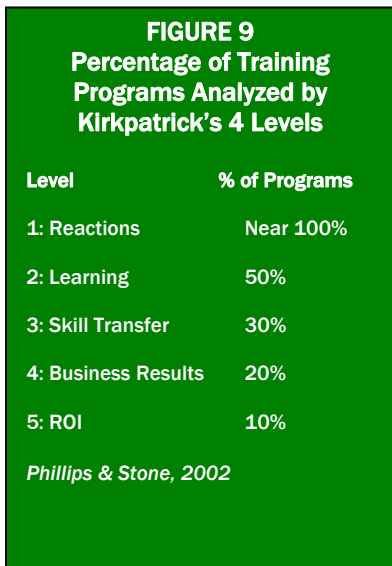 FIGURE 9
Percentage of Training
Programs Analyzed by
Kirkpatrick's 4 Levels
Level % of Programs
1: Reactions Near 100%
2: Learning 50%
3: Skill Transfer 30%
4: Business Results 20%
5: ROI 10%
Phillips & Stone, 2002